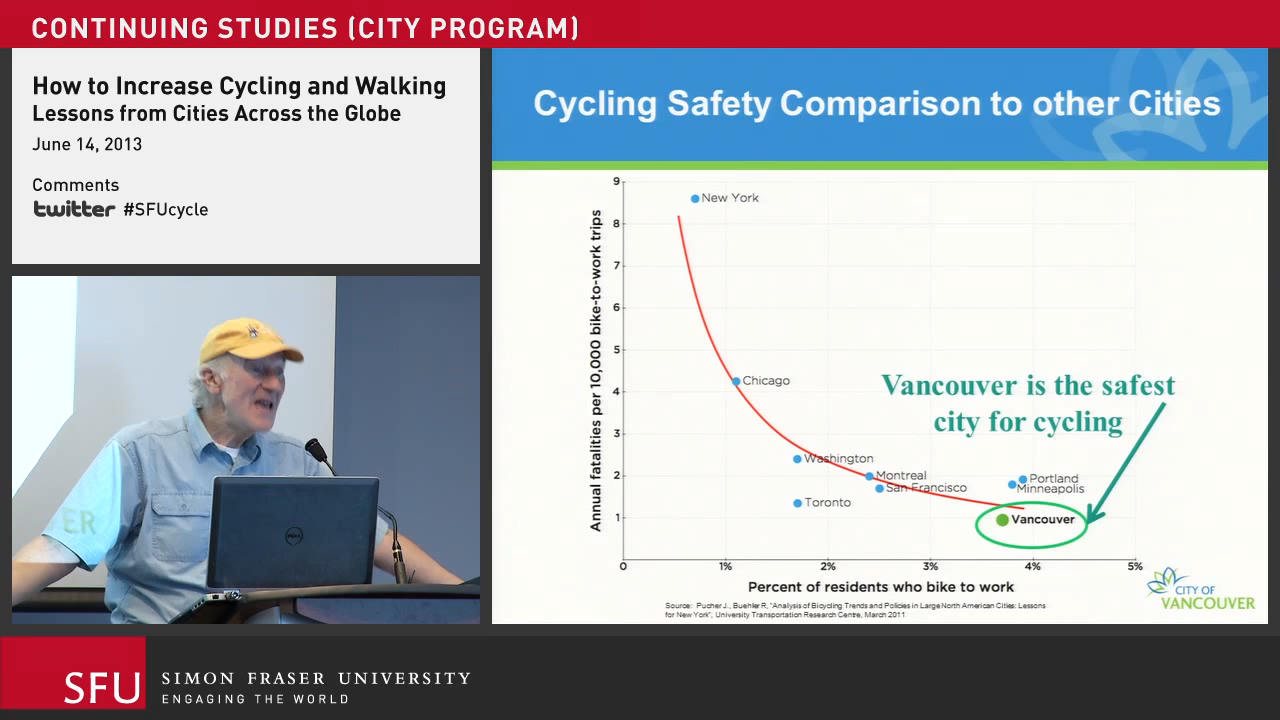 CONTINUING STUDIES (CITY PROGRAM)
How to Increase Cycling and Walking
Lessons from Cities Across the Globe
June 14, 2013
Comments
twitter #SFUcycle
ER
DELL
Cycling Safety Comparison to other Cities
Annual fatalities per 10,000 bike-to-work trips
9
8
7
6
5
4
3
2
1
New York
Chicago
Washington
Montreal
San Francisco
Toronto
Portland
Minneapolis
Vancouver
Vancouver is the safest
city for cycling
0 1% 2% 3% 4% 5%
Percent of residents who bike to work
Source: Pucher J., Buehler R, "Analysis of Bicycling Trends and Policies in Large North American Cities: Lessons
for New York", University Transportation Research Centre, March 2011
CITY OF
VANCOUVER
SFU
SIMON FRASER UNIVERSITY
ENGAGING THE WORLD